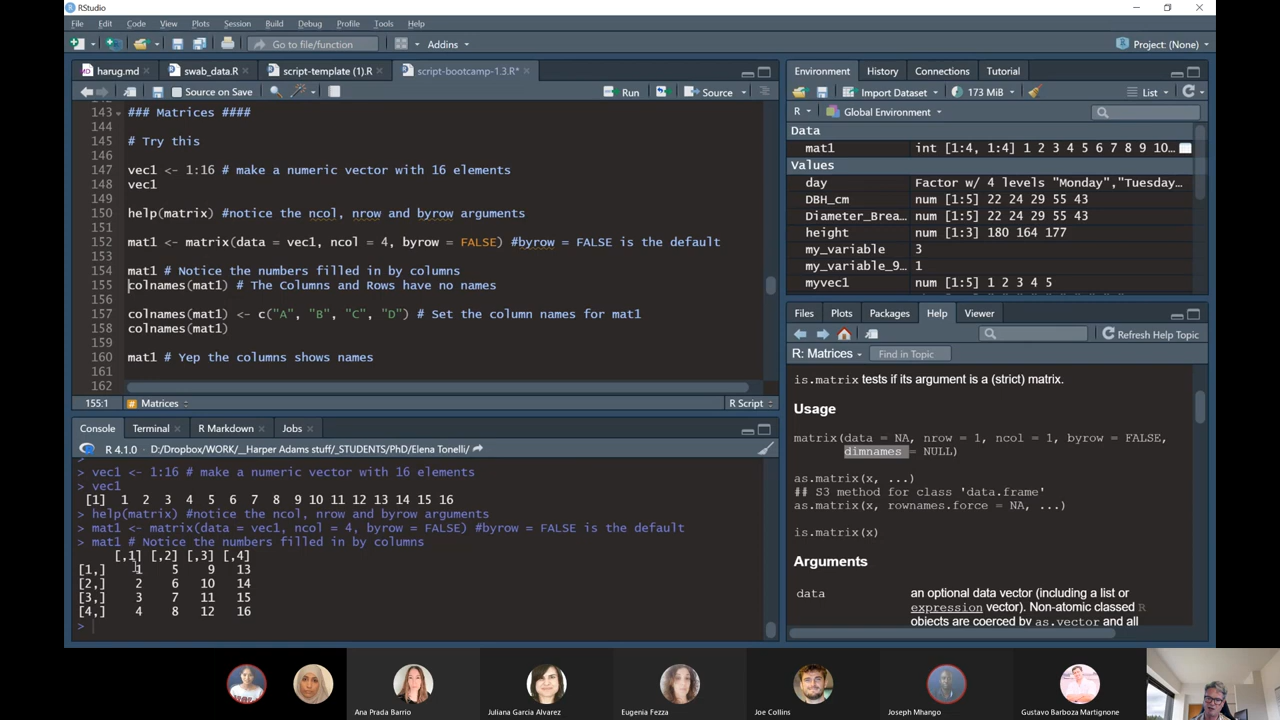 RStudio
File Edit Code View Plots Session Build Debug Profile Tools Help
Go to file/function Addins Project: (None)
harug.md swab_data.R script-template (1).R script-bootcamp-1.3.R*
Source on Save Run Source
143 ### Matrices ####
144
145 # Try this
146
147 vec1 <- 1:16 # make a numeric vector with 16 elements
148 vec1
149
150 help(matrix) #notice the ncol, nrow and byrow arguments
151
152 mat1 <- matrix(data = vec1, ncol = 4, byrow = FALSE) #byrow = FALSE is the default
153
154 mat1 # Notice the numbers filled in by columns
155 colnames(mat1) # The Columns and Rows have no names
156
157 colnames(mat1) <- c("A", "B", "C", "D") # Set the column names for mat1
158 colnames(mat1)
159
160 mat1 # Yep the columns shows names
161
162
155:1 # Matrices R Script
Console Terminal R Markdown Jobs
R 4.1.0 · D:/Dropbox/WORK/__Harper Adams stuff/_STUDENTS/PhD/Elena Tonelli/
> vec1 <- 1:16 # make a numeric vector with 16 elements
> vec1
[1] 1 2 3 4 5 6 7 8 9 10 11 12 13 14 15 16
> help(matrix) #notice the ncol, nrow and byrow arguments
> mat1 <- matrix(data = vec1, ncol = 4, byrow = FALSE) #byrow = FALSE is the default
> mat1 # Notice the numbers filled in by columns
[,1] [,2] [,3] [,4]
[1,] 1 5 9 13
[2,] 2 6 10 14
[3,] 3 7 11 15
[4,] 4 8 12 16
>
Environment History Connections Tutorial
Import Dataset 173 MiB List
R Global Environment
Data
mat1 int [1:4, 1:4] 1 2 3 4 5 6 7 8 9 10...
Values
day Factor w/ 4 levels "Monday","Tuesday...
DBH_cm num [1:5] 22 24 29 55 43
Diameter_Brea... num [1:5] 22 24 29 55 43
height num [1:3] 180 164 177
my_variable 3
my_variable_9... 1
myvec1 num [1:5] 1 2 3 4 5
Files Plots Packages Help Viewer
Refresh Help Topic
R: Matrices Find in Topic
is.matrix tests if its argument is a (strict) matrix.
Usage
matrix(data = NA, nrow = 1, ncol = 1, byrow = FALSE,
dimnames = NULL)
as.matrix(x, ...)
## S3 method for class 'data.frame'
as.matrix(x, rownames.force = NA, ...)
is.matrix(x)
Arguments
data an optional data vector (including a list or
expression vector). Non-atomic classed R
objects are coerced by as.vector and all
Ana Prada Barrio Juliana Garcia Alvarez Eugenia Fezza Joe Collins Joseph Mhango Gustavo Barboza Martignone